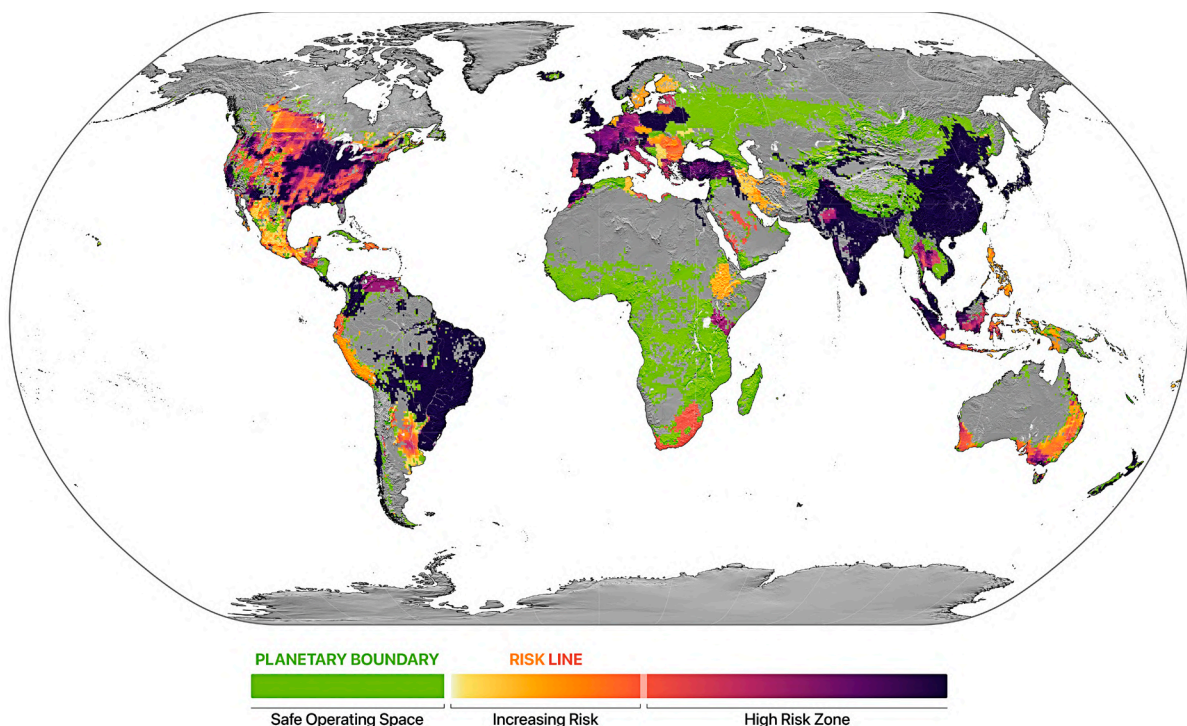 PLANETARY BOUNDARY
RISK LINE
Safe Operating Space
Increasing Risk
High Risk Zone